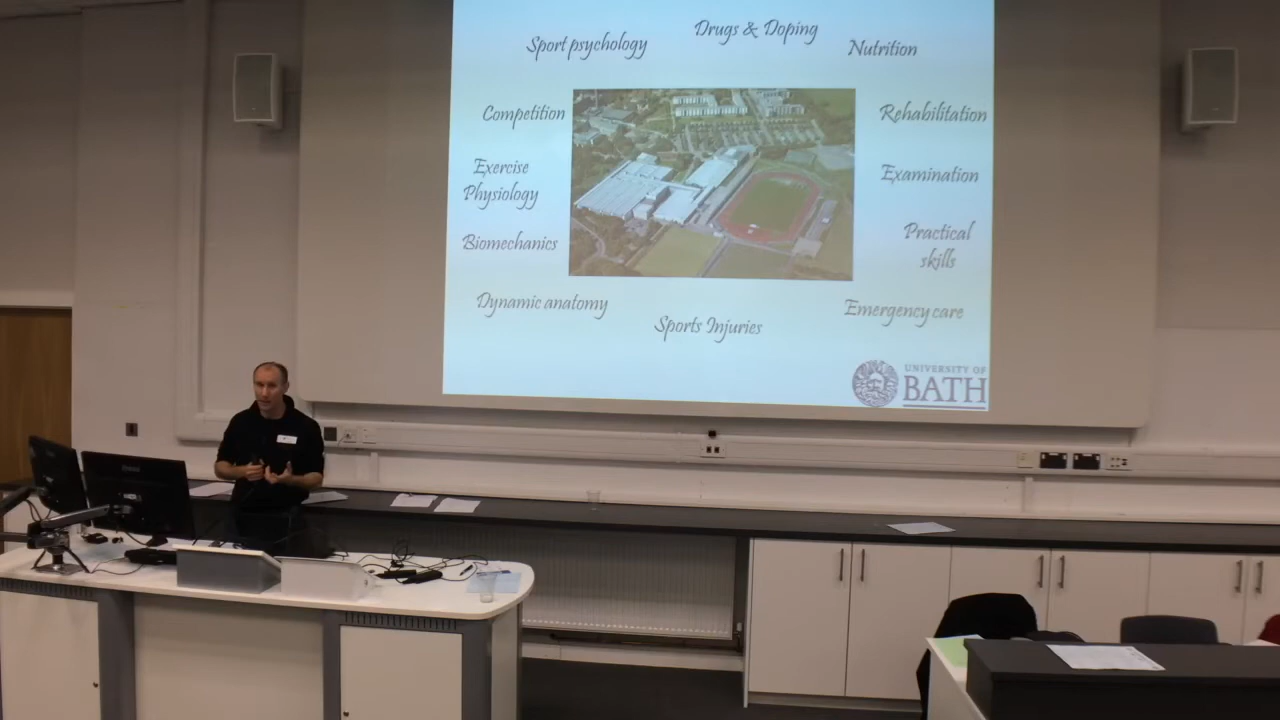 Drugs & Doping
Sport psychology
Nutrition
Competition
Rehabilitation
Exercise
Physiology
Examination
Biomechanics
Practical
skills
Dynamic anatomy
Emergency care
Sports Injuries
UNIVERSITY OF
BATH